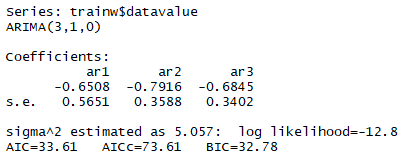 Series: trainw$datavalue
ARIMA(3,1,0)
Coefficients:
ar1 ar2 ar3
-0.6508 -0.7916 -0.6845
s.e. 0.5651 0.3588 0.3402
sigma^2 estimated as 5.057: log likelihood=-12.8
AIC=33.61 AICc=73.61 BIC=32.78